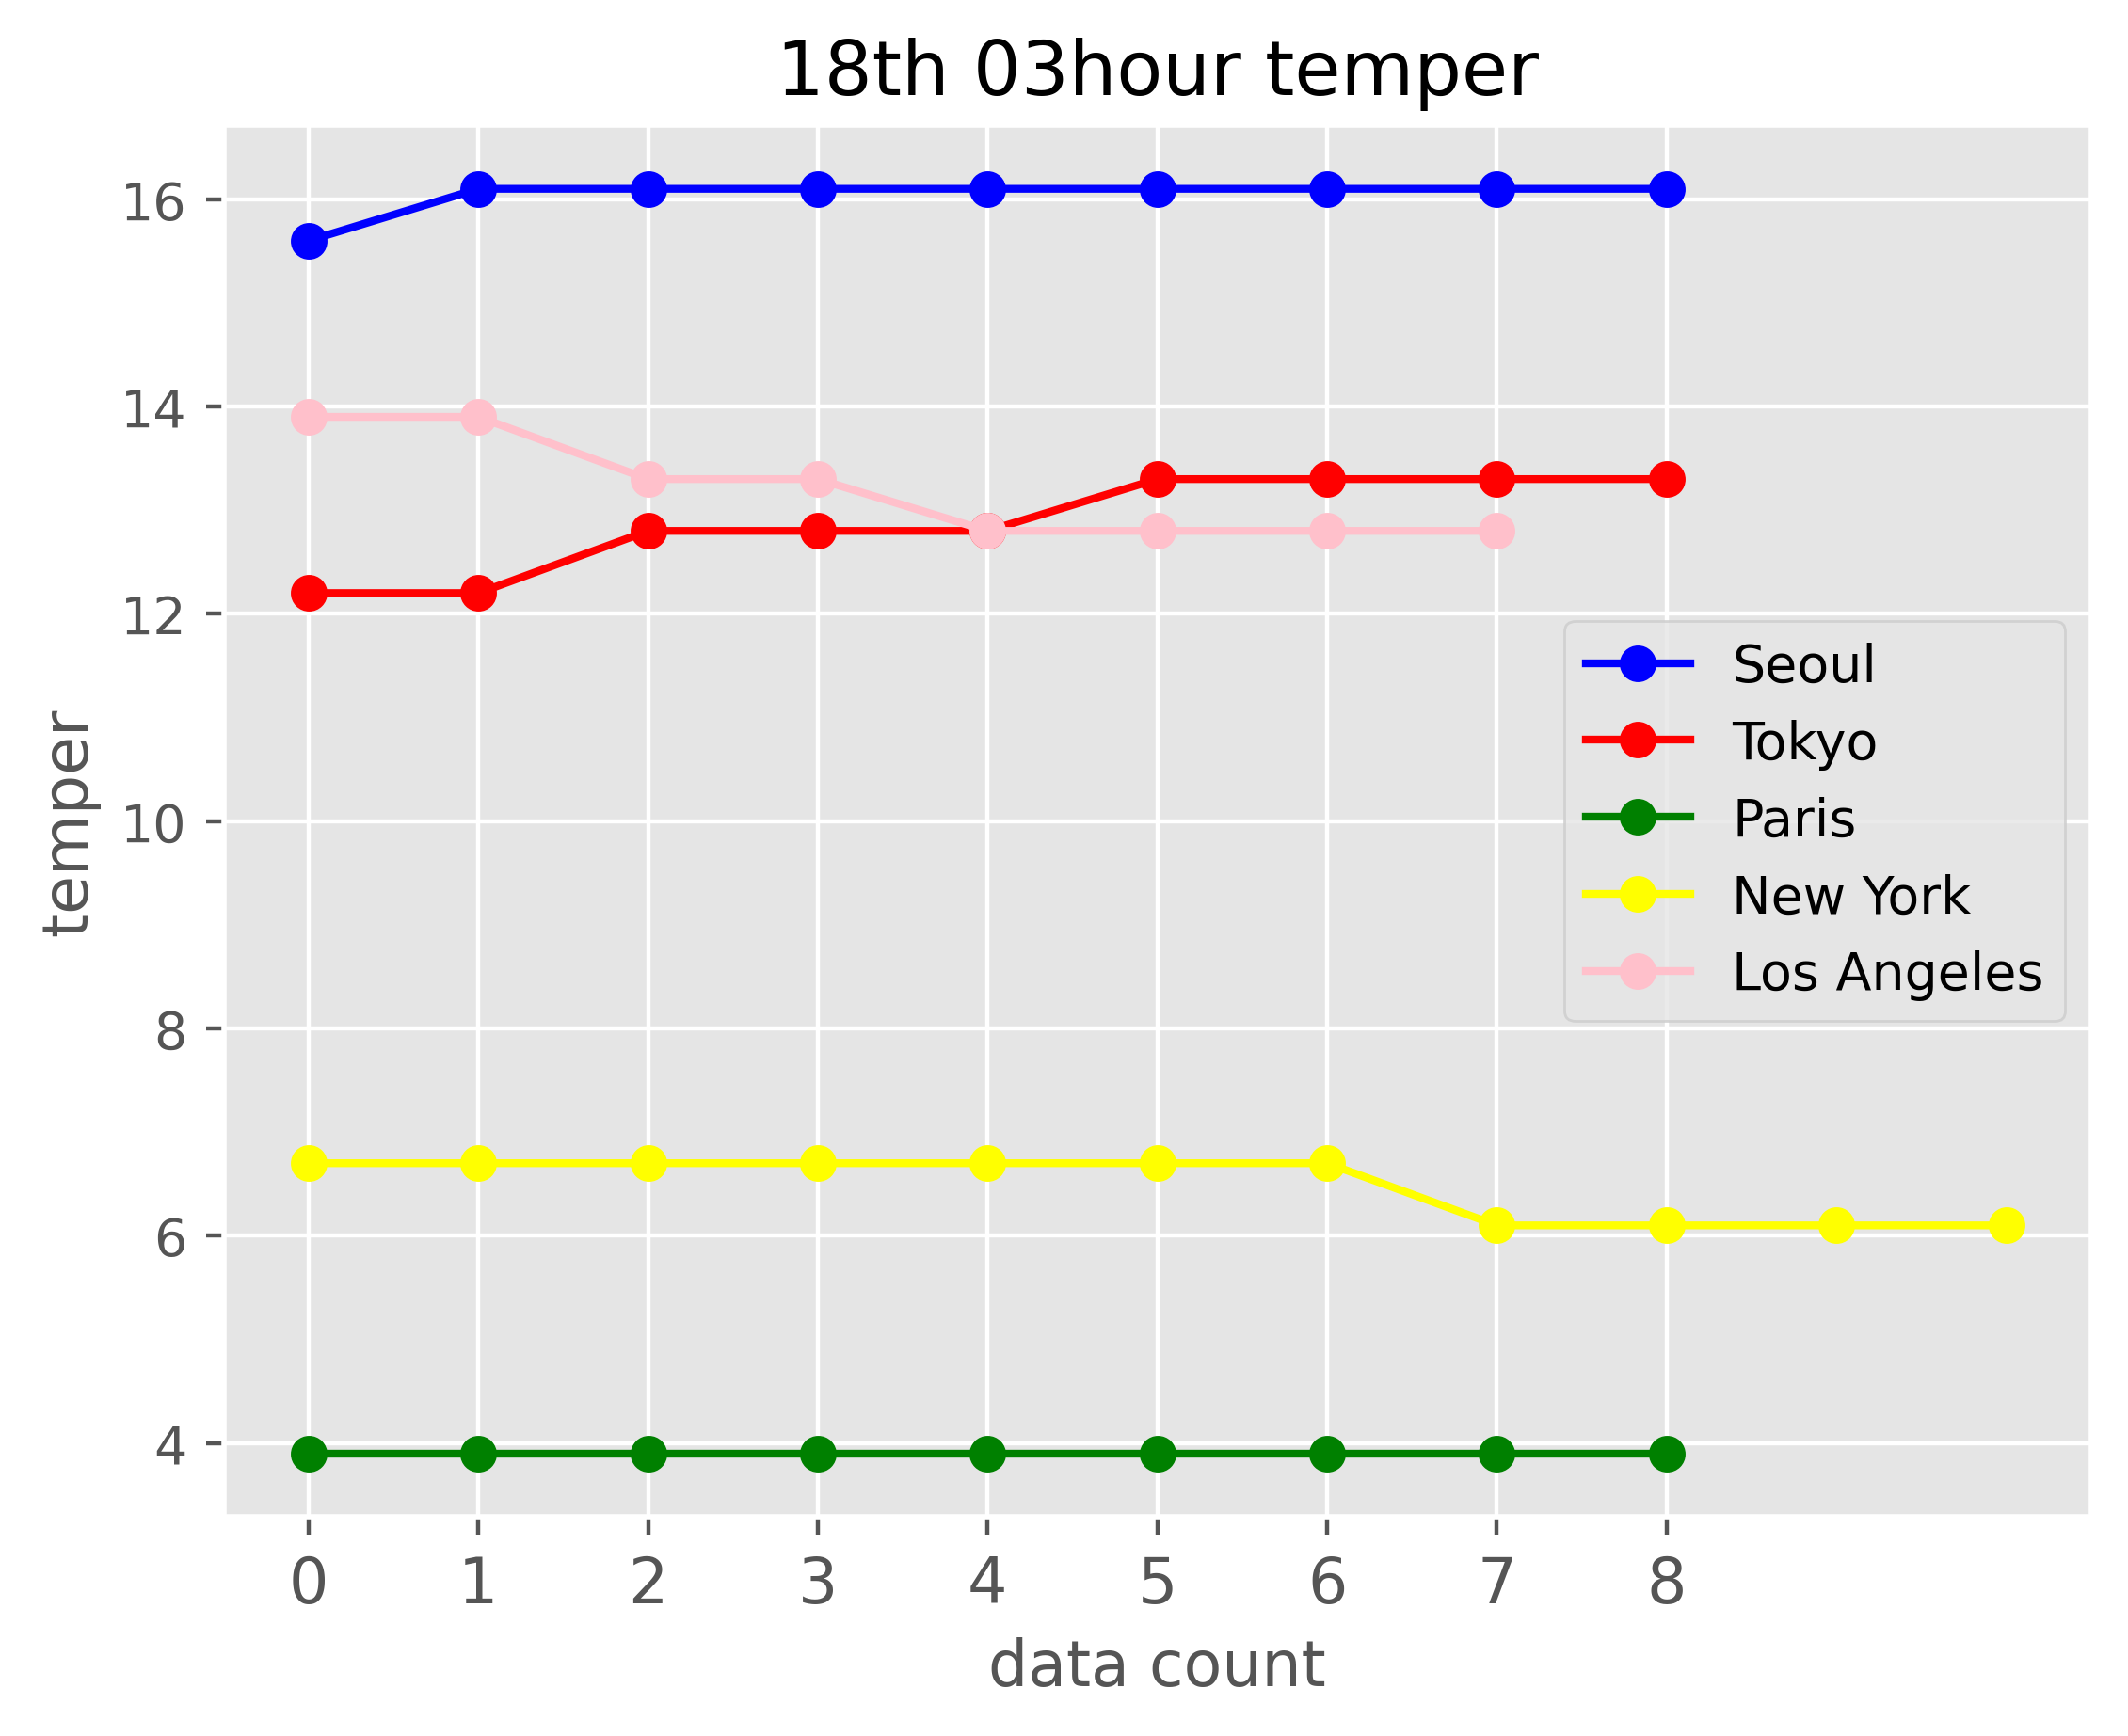 18th 03hour temper
temper
16
14
12
10
8
6
4
Seoul
Tokyo
Paris
New York
Los Angeles
0 1 2 3 4 5 6 7 8
data count